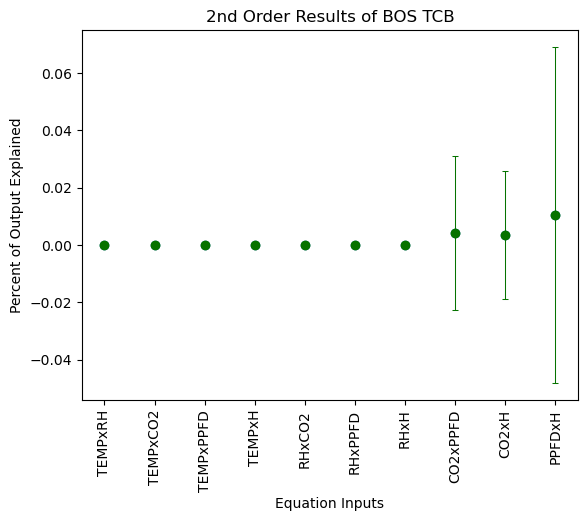 2nd Order Results of BOS TCB
Percent of Output Explained
0.06
0.04
0.02
0.00
−0.02
−0.04
TEMPxRH
TEMPxCO2
TEMPxPPFD
TEMPxH
RHxCO2
RHxPPFD
RHxH
CO2xPPFD
CO2xH
PPFDxH
Equation Inputs